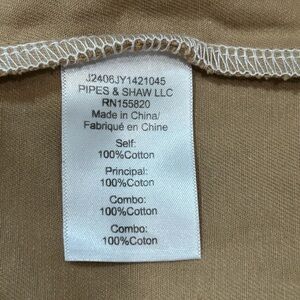 J2406JY1421045
PIPES & SHAW LLC
RN155820
Made in China/
Fabriqué en Chine
Self:
100%Cotton
Principal:
100%Coton
Combo:
100%Cotton
Combo:
100%Coton